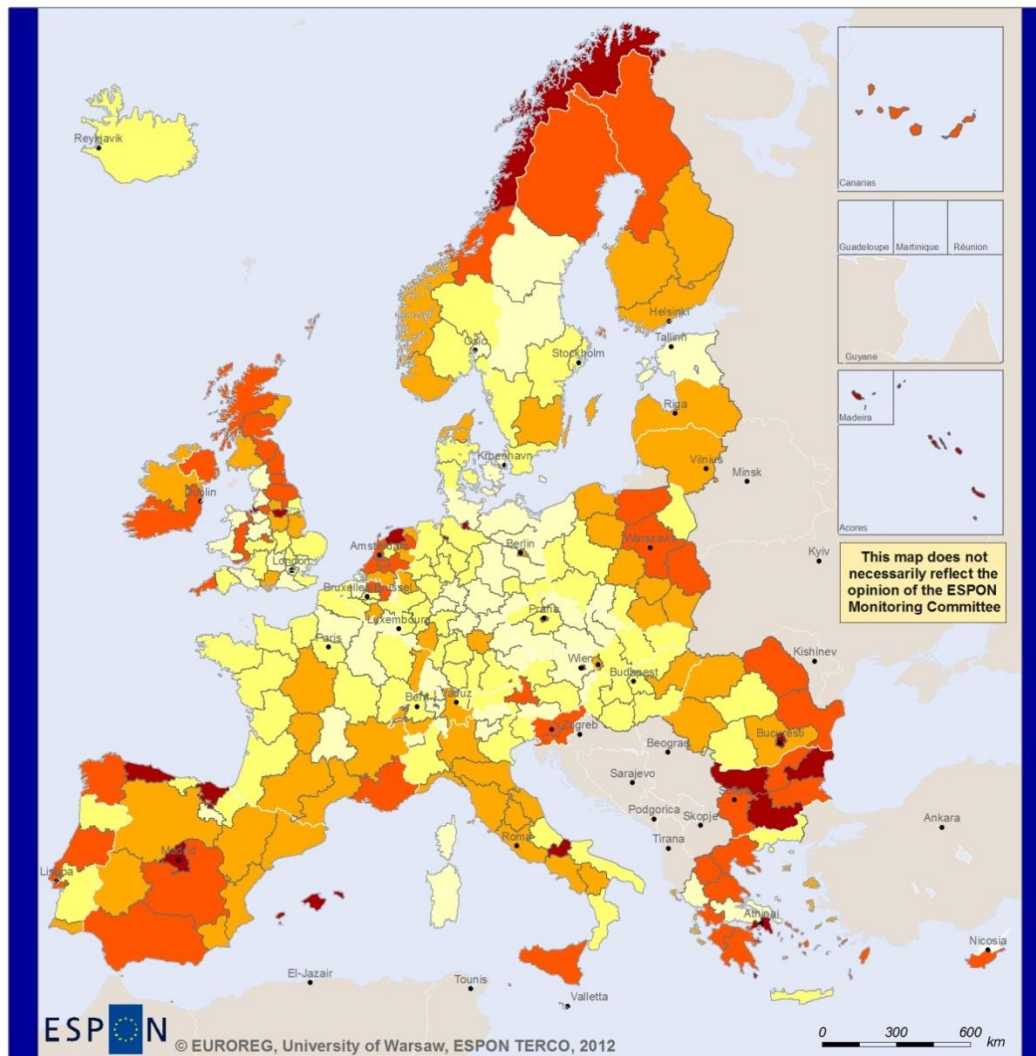 Reykjavik
Canarias
Guadeloupe
Martinique
Réunion
Helsinki
Tallinn
Oslo
Stockholm
Guyane
Riga
Madeira
København
Vilnius
Minsk
Dublin
Acores
Berlin
Warszawa
London
Kyiv
This map does not
necessarily reflect the
opinion of the ESPON
Monitoring Committee
Luxembourg
Praha
Paris
Wien
Kishinev
Budapest
Bern
Vaduz
Zagreb
Bucuresti
Beograd
Sarajevo
Podgorica
Skopje
Ankara
Tirana
Roma
Madrid
Lisboa
Athinai
Nicosia
El-Jazair
Tounis
Valletta
ESPON
© EUROREG, University of Warsaw, ESPON TERCO, 2012
0 300 600
km